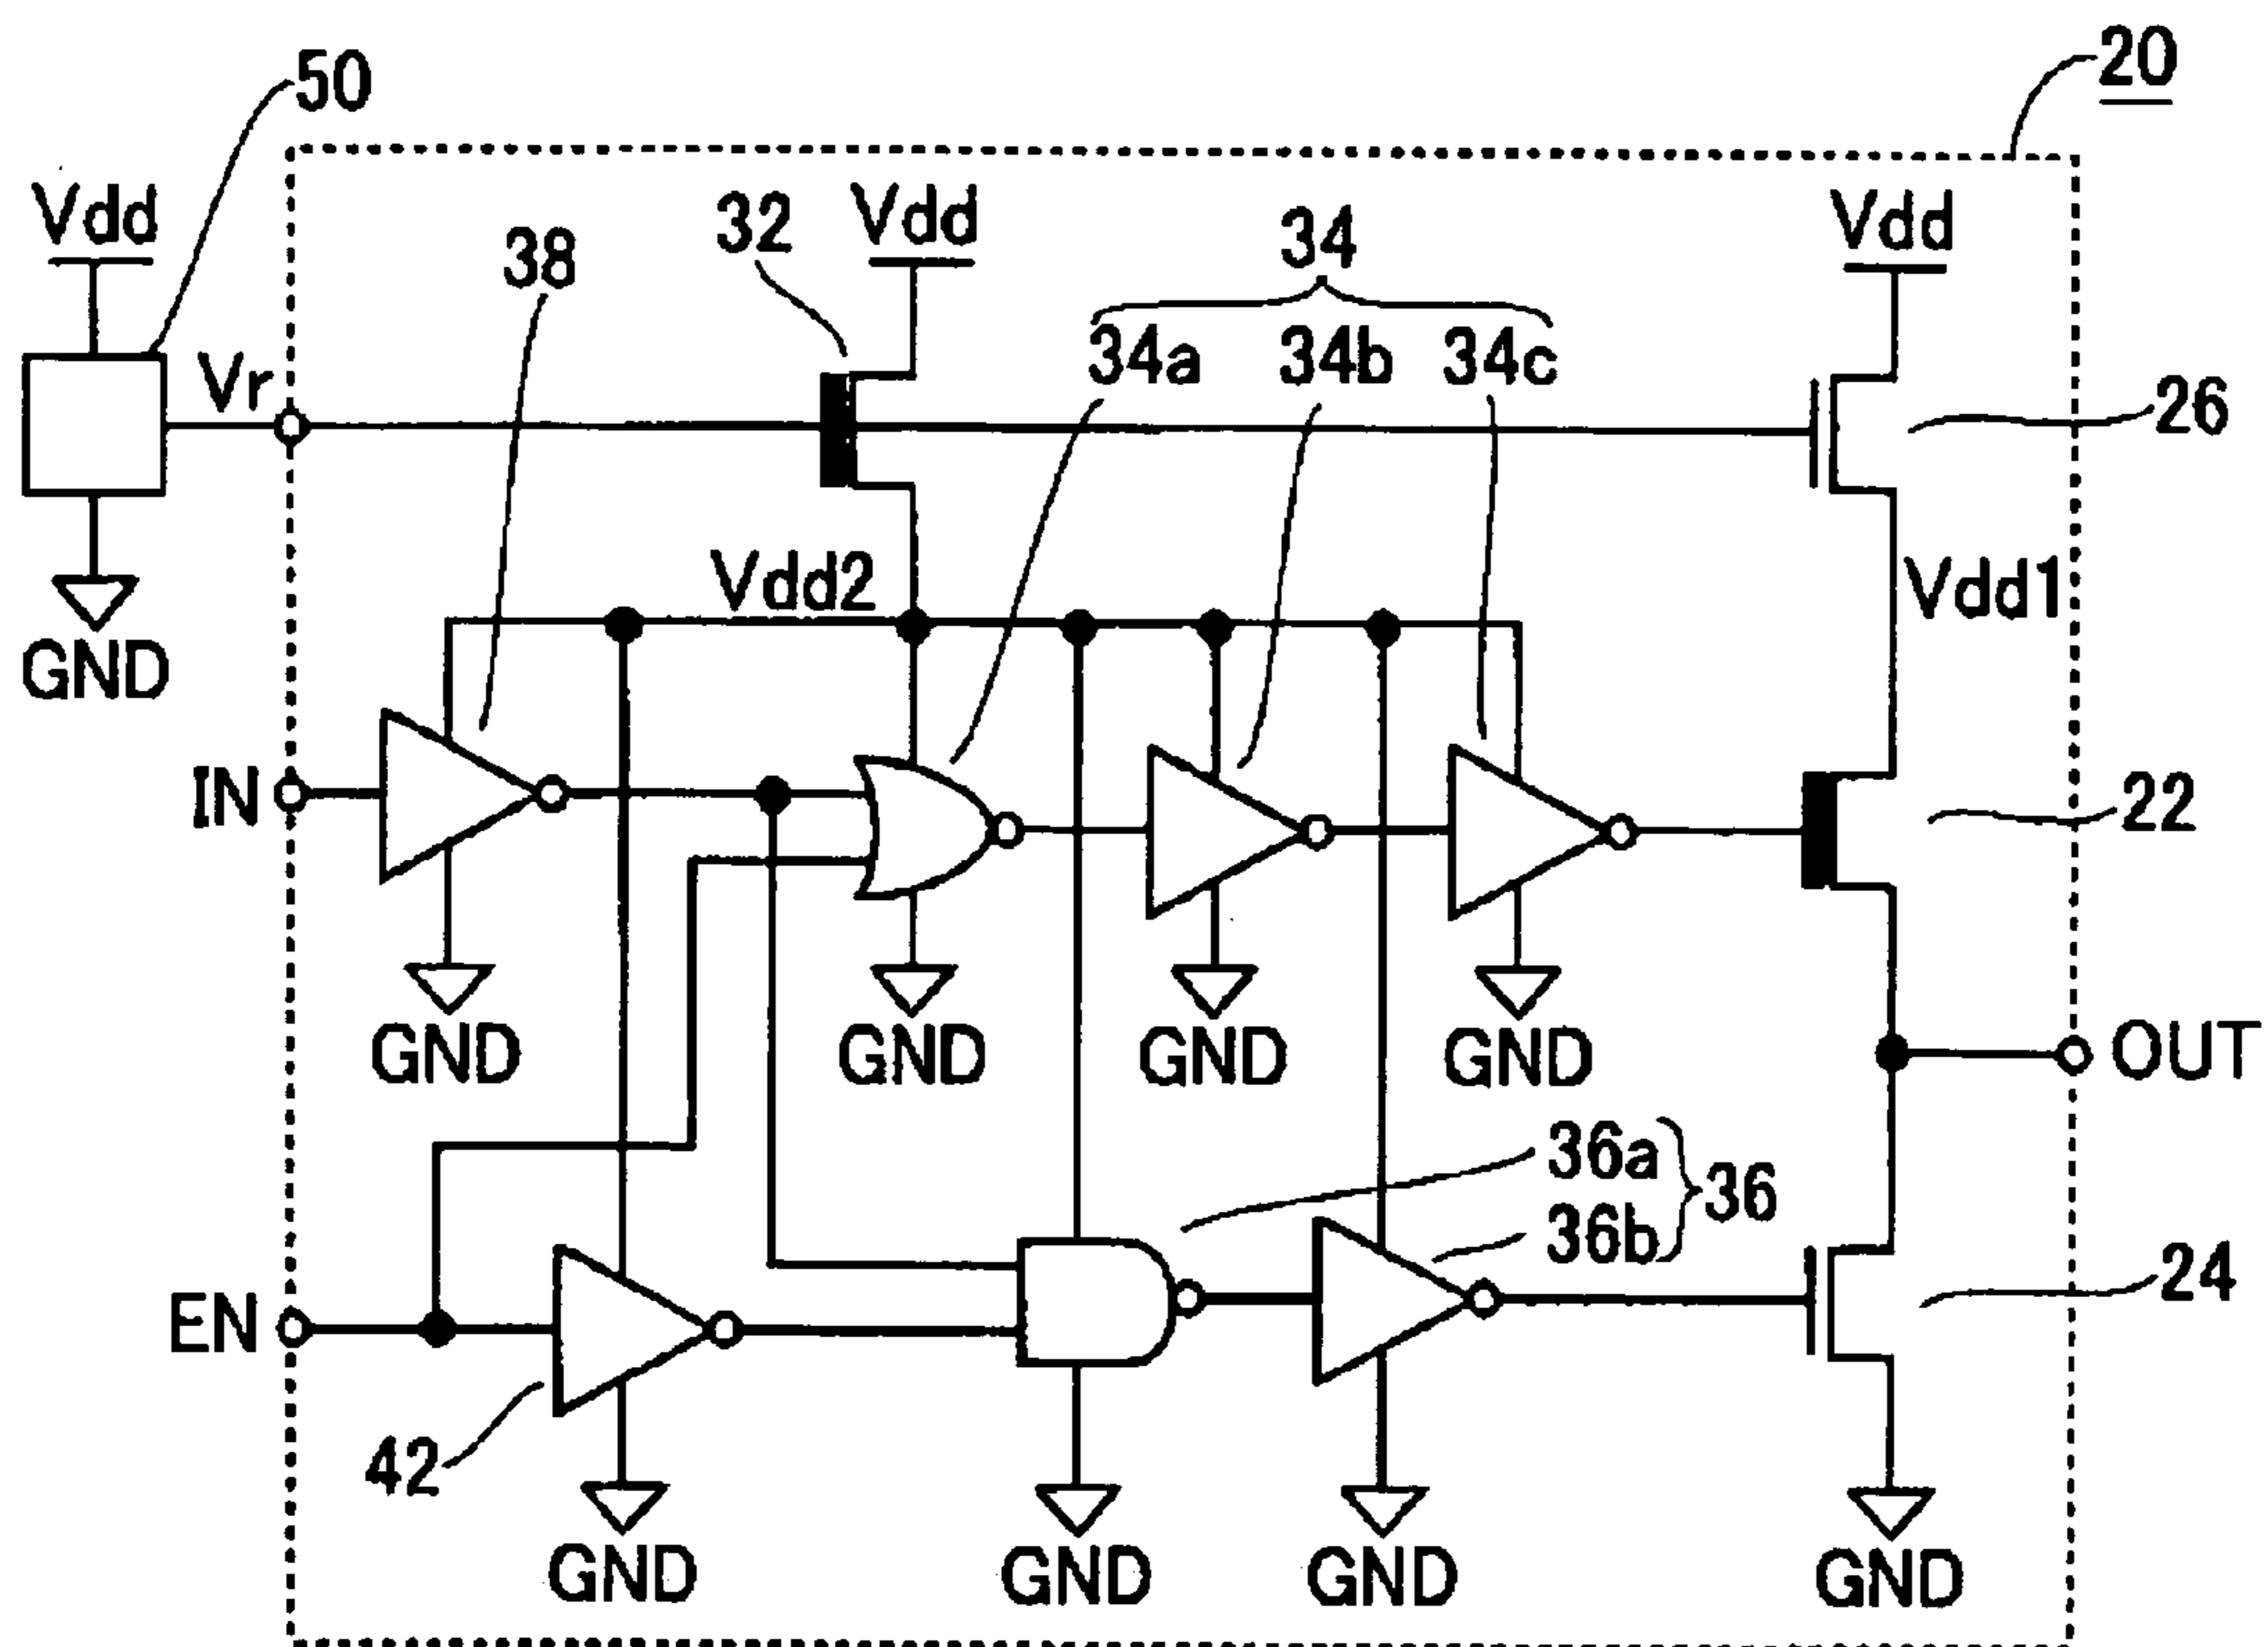 50
20
Vdd
38
32
Vdd
34
Vdd
34a
34b
34c
Vr
26
Vdd2
Vdd1
GND
IN
22
GND
GND
GND
GND
OUT
36a
36
36b
24
EN
42
GND
GND
GND
GND